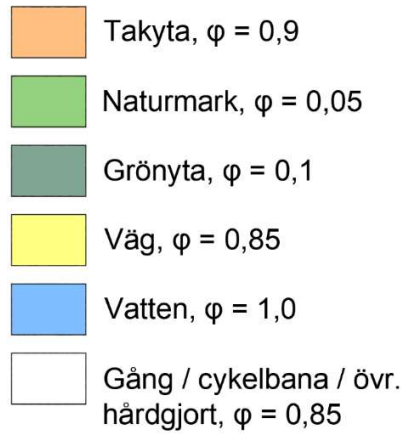 Takyta, φ = 0,9
Naturmark, φ = 0,05
Grönyta, φ = 0,1
Väg, φ = 0,85
Vatten, φ = 1,0
Gång / cykelbana / övr.
hårdgjort, φ = 0,85